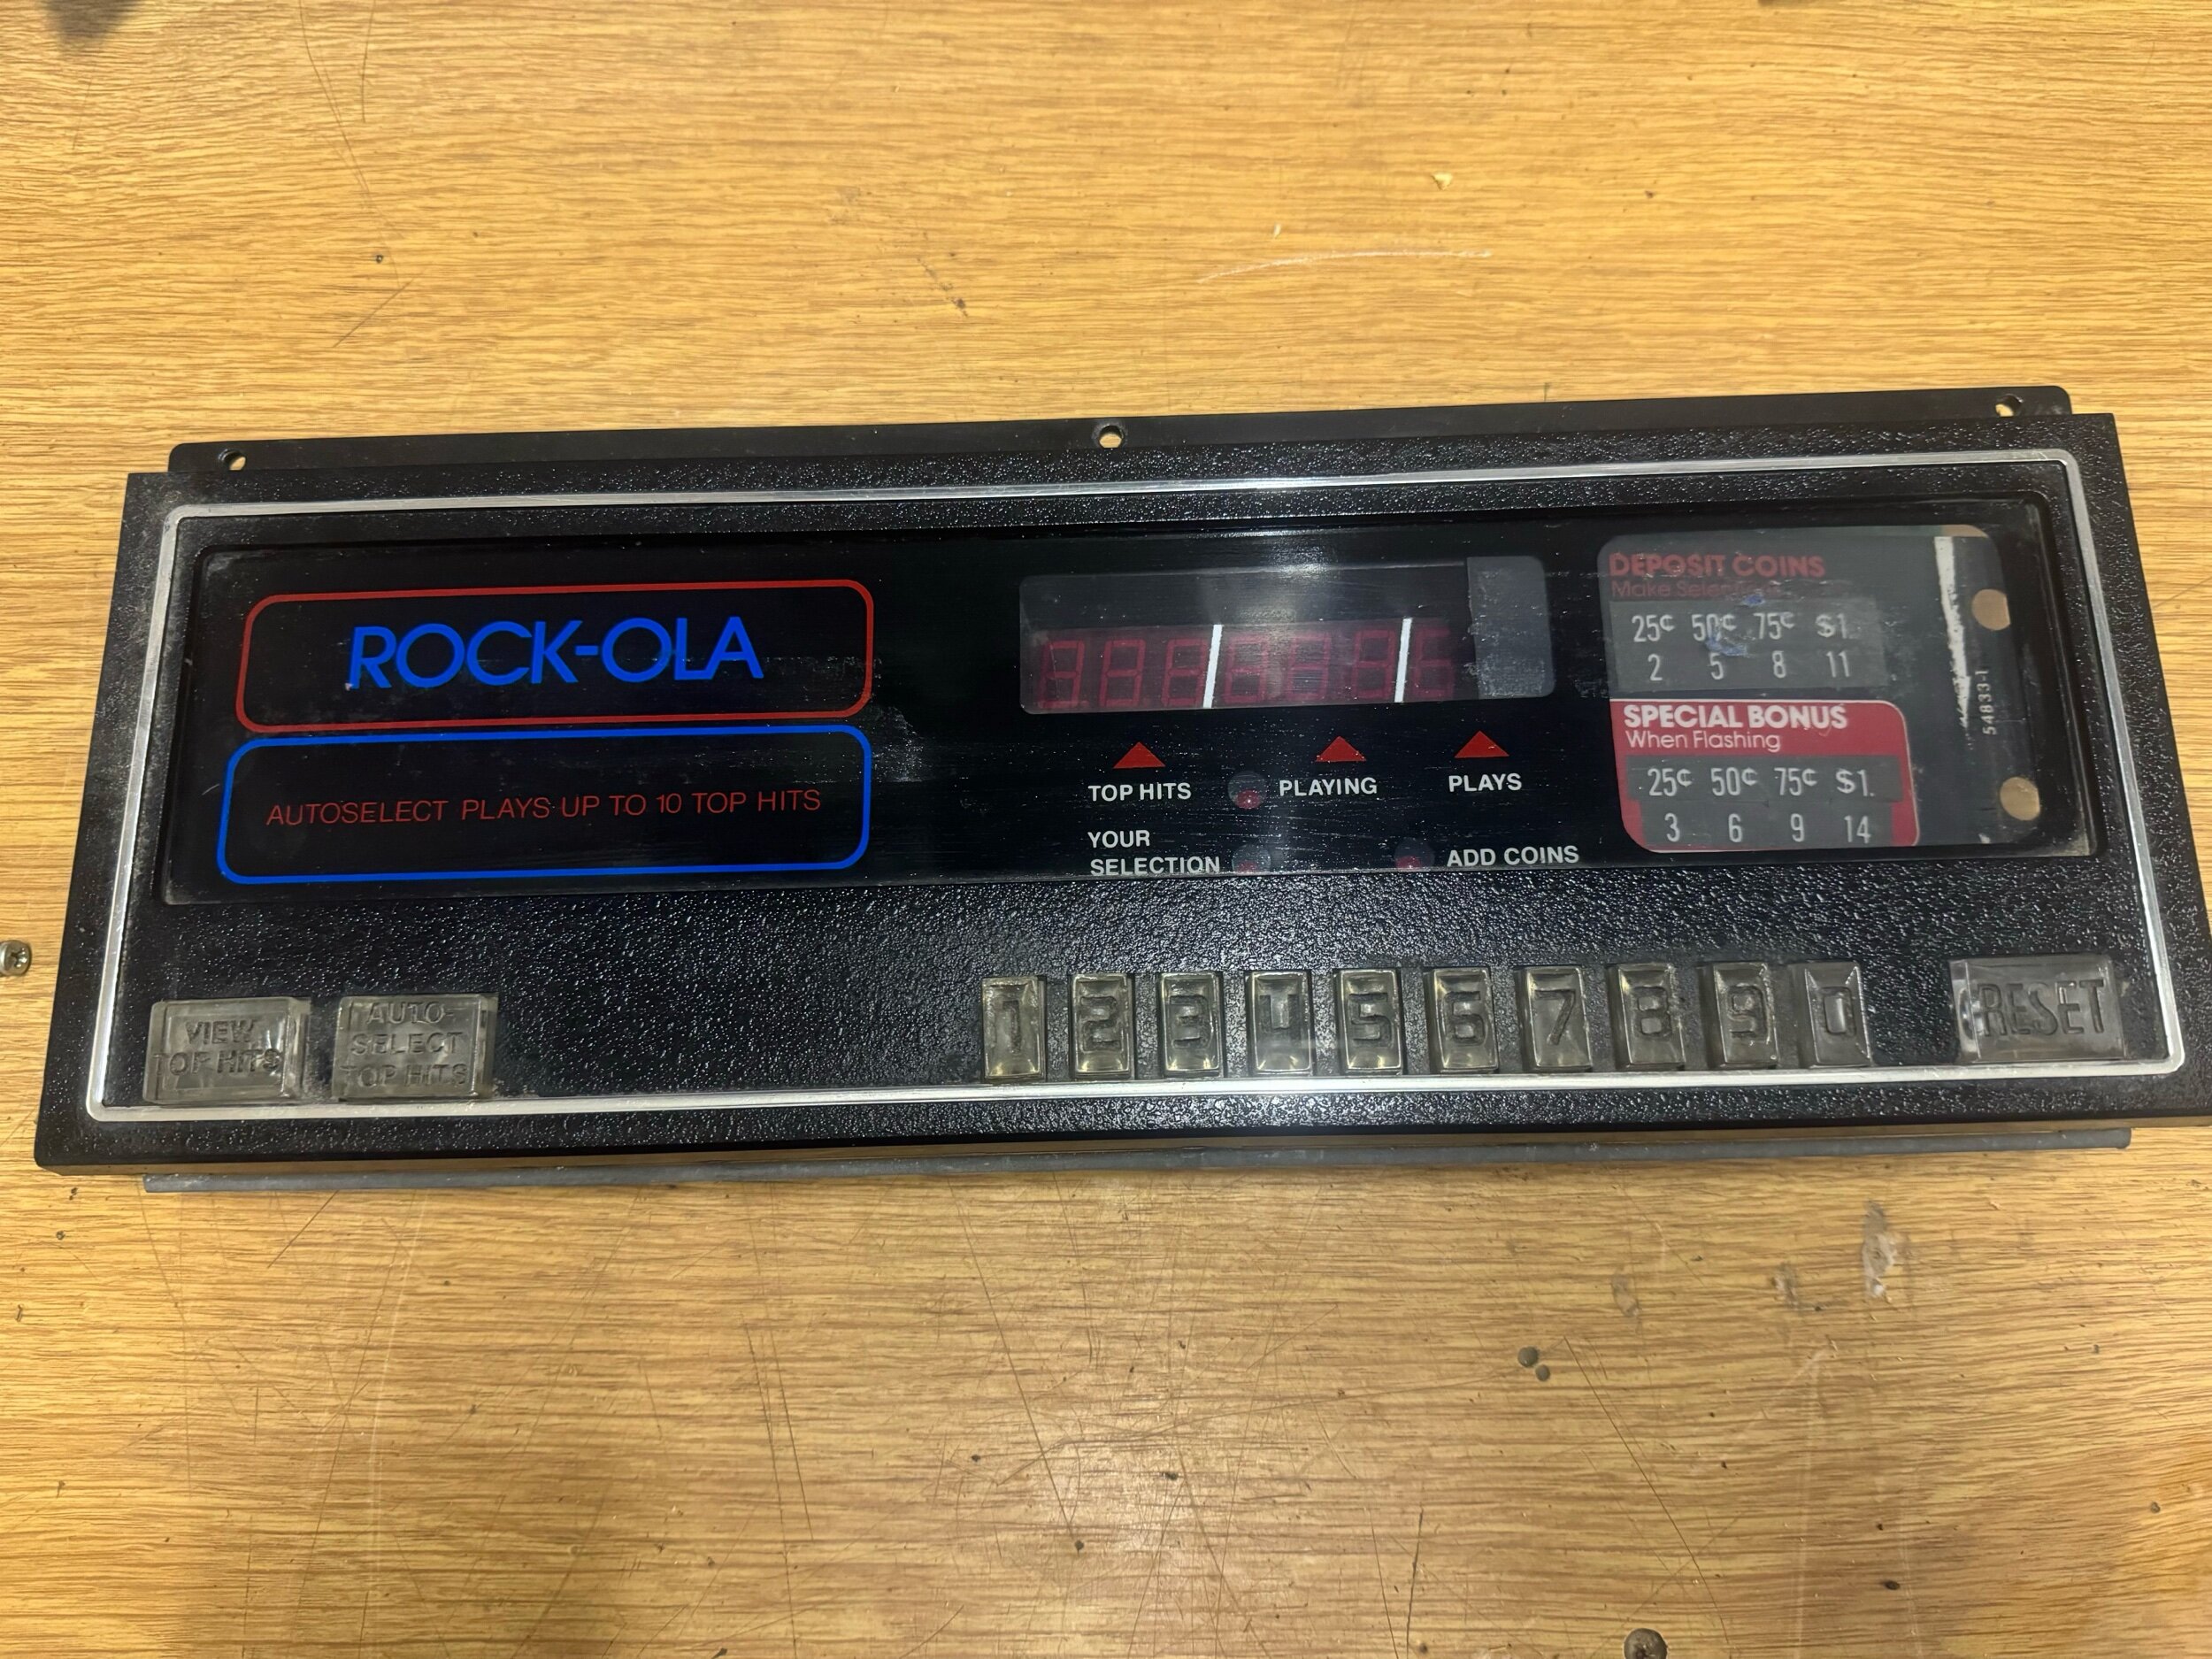 ROCK-OLA
AUTOSELECT PLAYS UP TO 10 TOP HITS
TOP HITS
PLAYING
PLAYS
YOUR
SELECTION
ADD COINS
DEPOSIT COINS
Make Selections
25¢ 50¢ 75¢ $1.
2 5 8 11
SPECIAL BONUS
When Flashing
25¢ 50¢ 75¢ $1.
3 6 9 14
54833-1
VIEW
TOP HITS
AUTO-
SELECT
TOP HITS
1 2 3 4 5 6 7 8 9 0
RESET